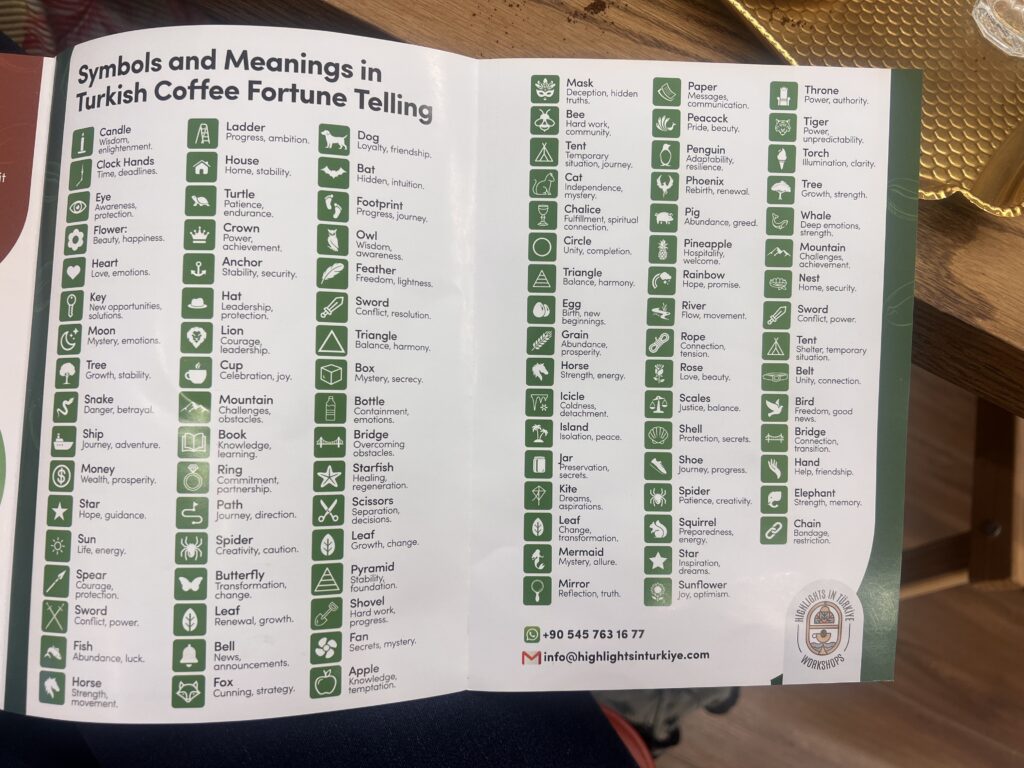 Symbols and Meanings in
Turkish Coffee Fortune Telling
Candle
Wisdom,
enlightenment.
Clock Hands
Time, deadlines.
Eye
Awareness,
protection.
Flower:
Beauty, happiness.
Heart
Love, emotions.
Key
New opportunities,
solutions.
Moon
Mystery, emotions.
Tree
Growth, stability.
Snake
Danger, betrayal.
Ship
Journey, adventure.
Money
Wealth, prosperity.
Star
Hope, guidance.
Sun
Life, energy.
Spear
Courage,
protection.
Sword
Conflict, power.
Fish
Abundance, luck.
Horse
Strength,
movement.
Ladder
Progress, ambition.
House
Home, stability.
Turtle
Patience,
endurance.
Crown
Power,
achievement.
Anchor
Stability, security.
Hat
Leadership,
protection.
Lion
Courage,
leadership.
Cup
Celebration, joy.
Mountain
Challenges,
obstacles.
Book
Knowledge,
learning.
Ring
Commitment,
partnership.
Path
Journey, direction.
Spider
Creativity, caution.
Butterfly
Transformation,
change.
Leaf
Renewal, growth.
Bell
News,
announcements.
Fox
Cunning, strategy.
Dog
Loyalty, friendship.
Bat
Hidden, intuition.
Footprint
Progress, journey.
Owl
Wisdom,
awareness.
Feather
Freedom, lightness.
Sword
Conflict, resolution.
Triangle
Balance, harmony.
Box
Mystery, secrecy.
Bottle
Containment,
emotions.
Bridge
Overcoming
obstacles.
Starfish
Healing,
regeneration.
Scissors
Separation,
decisions.
Leaf
Growth, change.
Pyramid
Stability,
foundation.
Shovel
Hard work,
progress.
Fan
Secrets, mystery.
Apple
Knowledge,
temptation.
Mask
Deception, hidden
truths.
Bee
Hard work,
community.
Tent
Temporary
situation, journey.
Cat
Independence,
mystery.
Chalice
Fulfillment, spiritual
connection.
Circle
Unity, completion.
Triangle
Balance, harmony.
Egg
Birth, new
beginnings.
Grain
Abundance,
prosperity.
Horse
Strength, energy.
Icicle
Coldness,
detachment.
Island
Isolation, peace.
Jar
Preservation,
secrets.
Kite
Dreams,
aspirations.
Leaf
Change,
transformation.
Mermaid
Mystery, allure.
Mirror
Reflection, truth.
Paper
Messages,
communication.
Peacock
Pride, beauty.
Penguin
Adaptability,
resilience.
Phoenix
Rebirth, renewal.
Pig
Abundance, greed.
Pineapple
Hospitality,
welcome.
Rainbow
Hope, promise.
River
Flow, movement.
Rope
Connection,
tension.
Rose
Love, beauty.
Scales
Justice, balance.
Shell
Protection, secrets.
Shoe
Journey, progress.
Spider
Patience, creativity.
Squirrel
Preparedness,
energy.
Star
Inspiration,
dreams.
Sunflower
Joy, optimism.
Throne
Power, authority.
Tiger
Power,
unpredictability.
Torch
Illumination, clarity.
Tree
Growth, strength.
Whale
Deep emotions,
strength.
Mountain
Challenges,
achievement.
Nest
Home, security.
Sword
Conflict, power.
Tent
Shelter, temporary
situation.
Belt
Unity, connection.
Bird
Freedom, good
news.
Bridge
Connection,
transition.
Hand
Help, friendship.
Elephant
Strength, memory.
Chain
Bondage,
restriction.
+90 545 763 16 77
info@highlightsinturkiye.com
HIGHLIGHTS IN TÜRKİYE
WORKSHOPS